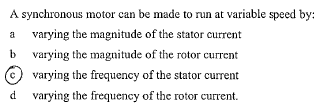 A synchronous motor can be made to run at variable speed by:
a varying the magnitude of the stator current
b varying the magnitude of the rotor current
c varying the frequency of the stator current
d varying the frequency of the rotor current.